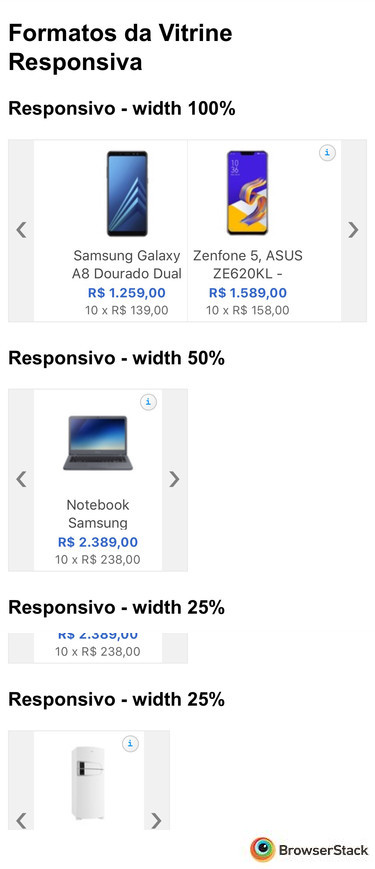 Formatos da Vitrine
Responsiva
Responsivo - width 100%
i
Samsung Galaxy
A8 Dourado Dual
R$ 1.259,00
10 x R$ 139,00
Zenfone 5, ASUS
ZE620KL -
R$ 1.589,00
10 x R$ 158,00
Responsivo - width 50%
i
Notebook
Samsung
R$ 2.389,00
10 x R$ 238,00
Responsivo - width 25%
R$ 2.389,00
10 x R$ 238,00
Responsivo - width 25%
i
BrowserStack